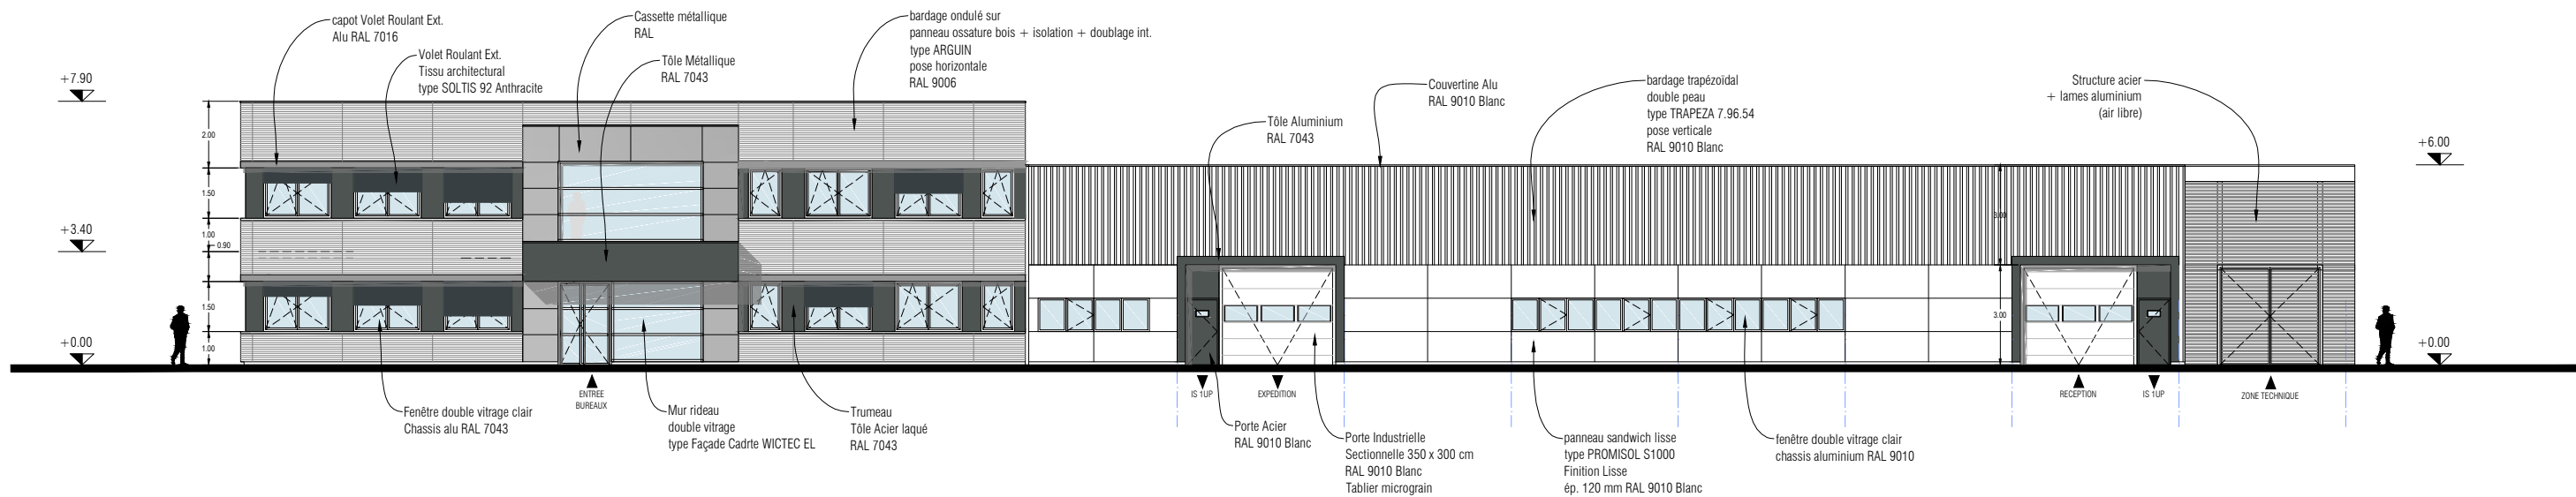 capot Volet Roulant Ext.
Alu RAL 7016
Volet Roulant Ext.
Tissu architectural
type SOLTIS 92 Anthracite
Cassette métallique
RAL
Tôle Métallique
RAL 7043
bardage ondulé sur
panneau ossature bois + isolation + doublage int.
type ARGUIN
pose horizontale
RAL 9006
Tôle Aluminium
RAL 7043
Couvertine Alu
RAL 9010 Blanc
bardage trapézoïdal
double peau
type TRAPEZA 7.96.54
pose verticale
RAL 9010 Blanc
Structure acier
+ lames aluminium
(air libre)
+7.90
+3.40
+0.00
2.00
1.50
1.00
0.90
1.50
1.00
3.00
3.00
+6.00
+0.00
ENTREE
BUREAUX
IS 1UP
EXPEDITION
RECEPTION
IS 1UP
ZONE TECHNIQUE
Fenêtre double vitrage clair
Chassis alu RAL 7043
Mur rideau
double vitrage
type Façade Cadrte WICTEC EL
Trumeau
Tôle Acier laqué
RAL 7043
Porte Acier
RAL 9010 Blanc
Porte Industrielle
Sectionnelle 350 x 300 cm
RAL 9010 Blanc
Tablier micrograin
panneau sandwich lisse
type PROMISOL S1000
Finition Lisse
ép. 120 mm RAL 9010 Blanc
fenêtre double vitrage clair
chassis aluminium RAL 9010